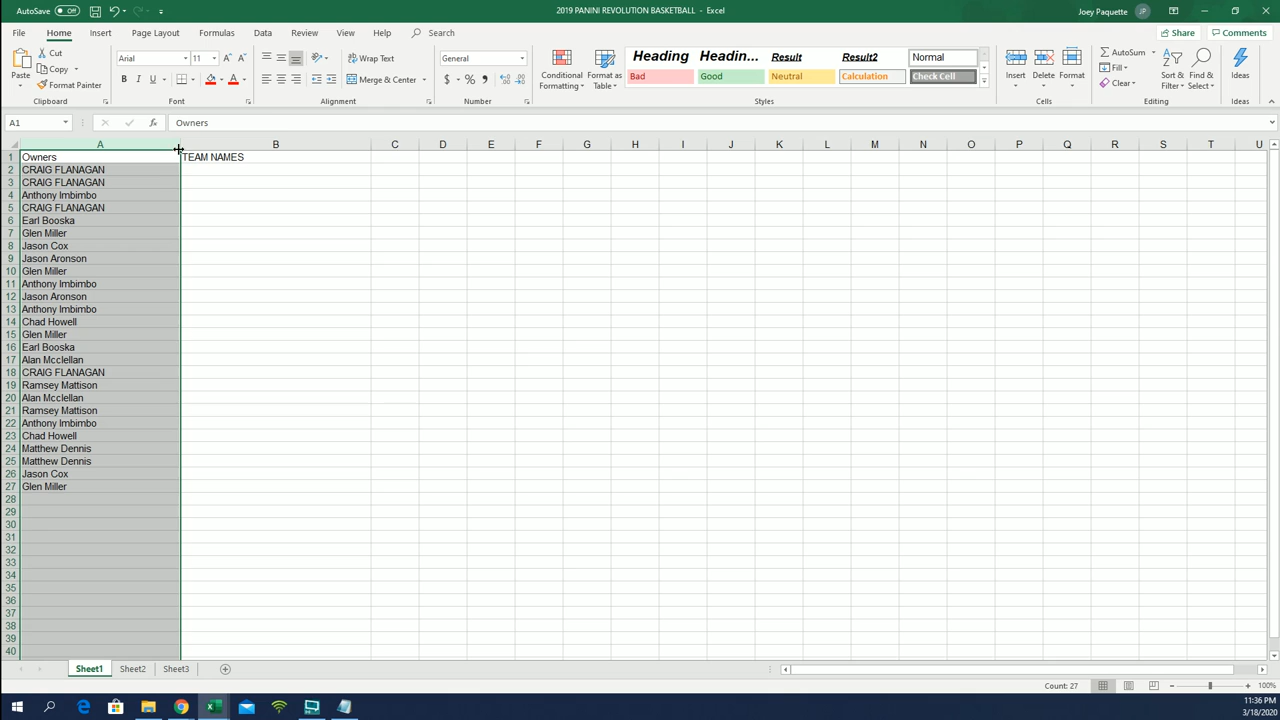 AutoSave Off 2019 PANINI REVOLUTION BASKETBALL - Excel Joey Paquette JP
File Home Insert Page Layout Formulas Data Review View Help Search Share Comments
Paste Cut Copy Format Painter Clipboard
Arial 11 A A B I U A Font
ab Wrap Text Merge & Center Alignment
General $ % , Number
Conditional Formatting Format as Table
Heading Headin... Result Result2 Normal
Bad Good Neutral Calculation Check Cell
Styles
Insert Delete Format Cells
AutoSum Fill Clear Sort & Filter Find & Select Editing
Ideas Ideas
A1 fx Owners
A B C D E F G H I J K L M N O P Q R S T U
1 Owners TEAM NAMES
2 CRAIG FLANAGAN
3 CRAIG FLANAGAN
4 Anthony Imbimbo
5 CRAIG FLANAGAN
6 Earl Booska
7 Glen Miller
8 Jason Cox
9 Jason Aronson
10 Glen Miller
11 Anthony Imbimbo
12 Jason Aronson
13 Anthony Imbimbo
14 Chad Howell
15 Glen Miller
16 Earl Booska
17 Alan Mcclellan
18 CRAIG FLANAGAN
19 Ramsey Mattison
20 Alan Mcclellan
21 Ramsey Mattison
22 Anthony Imbimbo
23 Chad Howell
24 Matthew Dennis
25 Matthew Dennis
26 Jason Cox
27 Glen Miller
28
29
30
31
32
33
34
35
36
37
38
39
40
Sheet1 Sheet2 Sheet3
Count: 27 100%
11:36 PM
3/18/2020